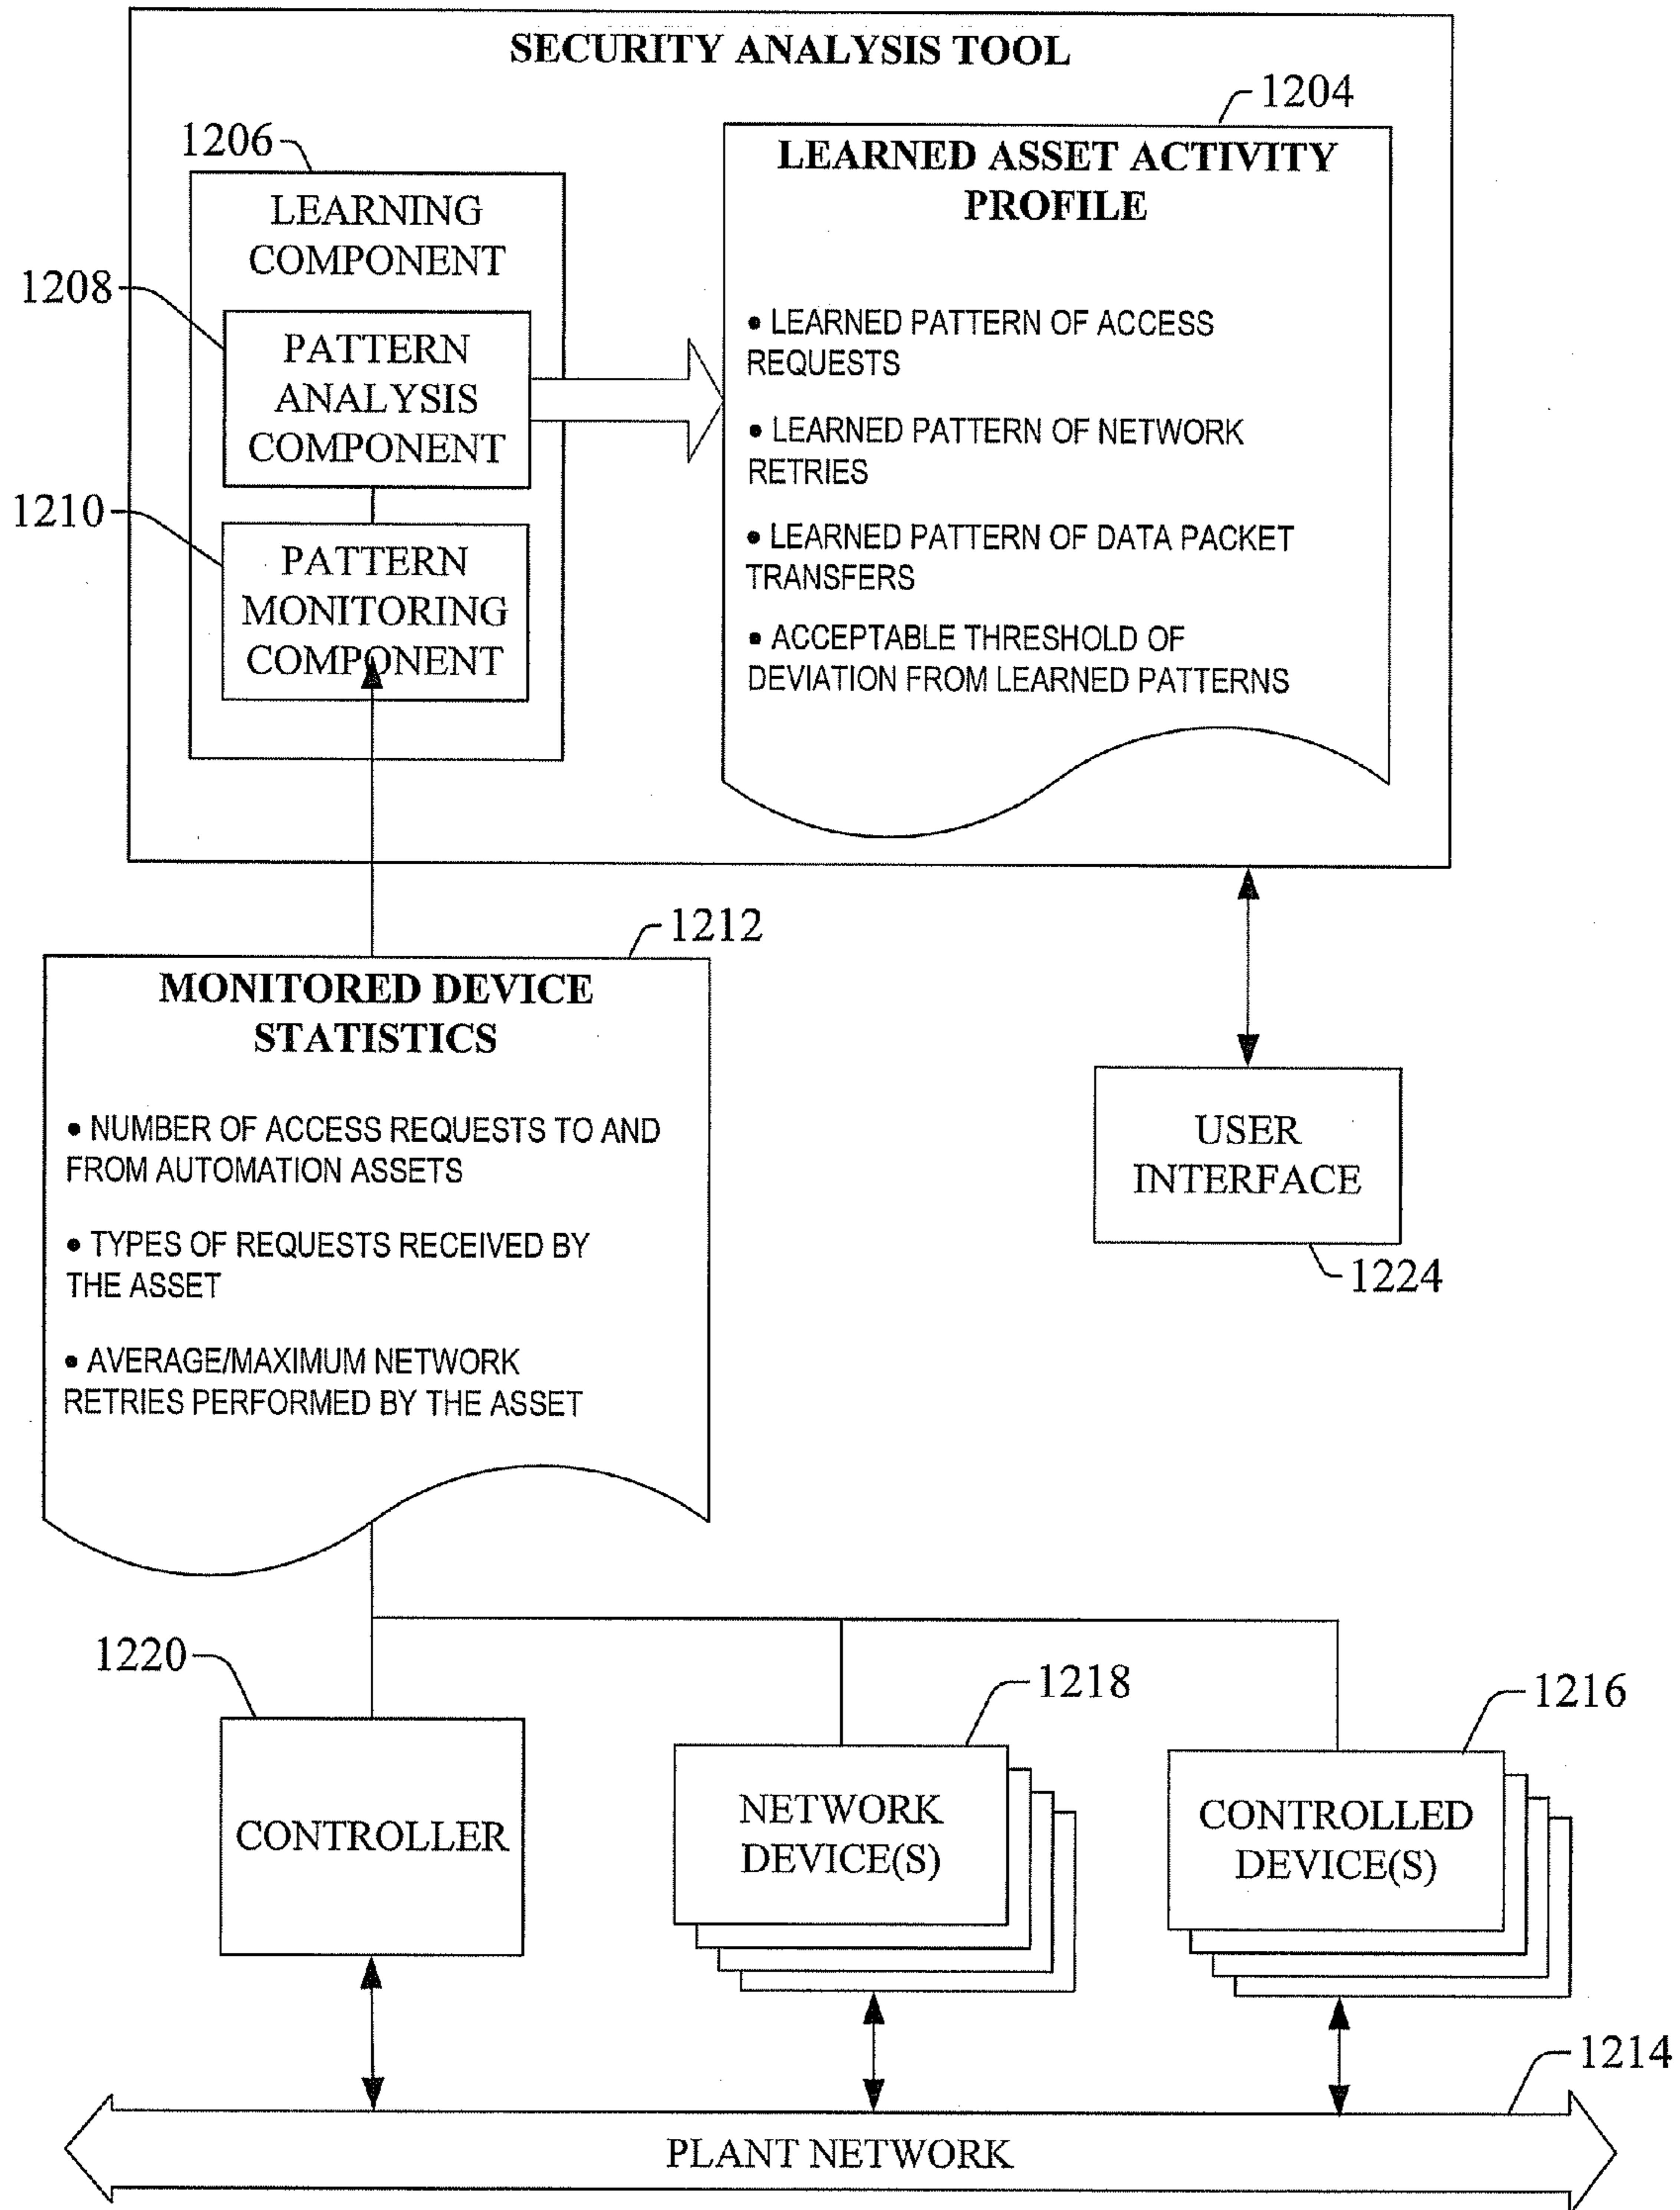 SECURITY ANALYSIS TOOL
1204
1206
LEARNED ASSET ACTIVITY
PROFILE
LEARNING
COMPONENT
1208
PATTERN
ANALYSIS
COMPONENT
• LEARNED PATTERN OF ACCESS
REQUESTS
• LEARNED PATTERN OF NETWORK
RETRIES
1210
PATTERN
MONITORING
COMPONENT
• LEARNED PATTERN OF DATA PACKET
TRANSFERS
• ACCEPTABLE THRESHOLD OF
DEVIATION FROM LEARNED PATTERNS
1212
MONITORED DEVICE
STATISTICS
• NUMBER OF ACCESS REQUESTS TO AND
FROM AUTOMATION ASSETS
• TYPES OF REQUESTS RECEIVED BY
THE ASSET
• AVERAGE/MAXIMUM NETWORK
RETRIES PERFORMED BY THE ASSET
USER
INTERFACE
1224
1220
1218
1216
CONTROLLER
NETWORK
DEVICE(S)
CONTROLLED
DEVICE(S)
1214
PLANT NETWORK